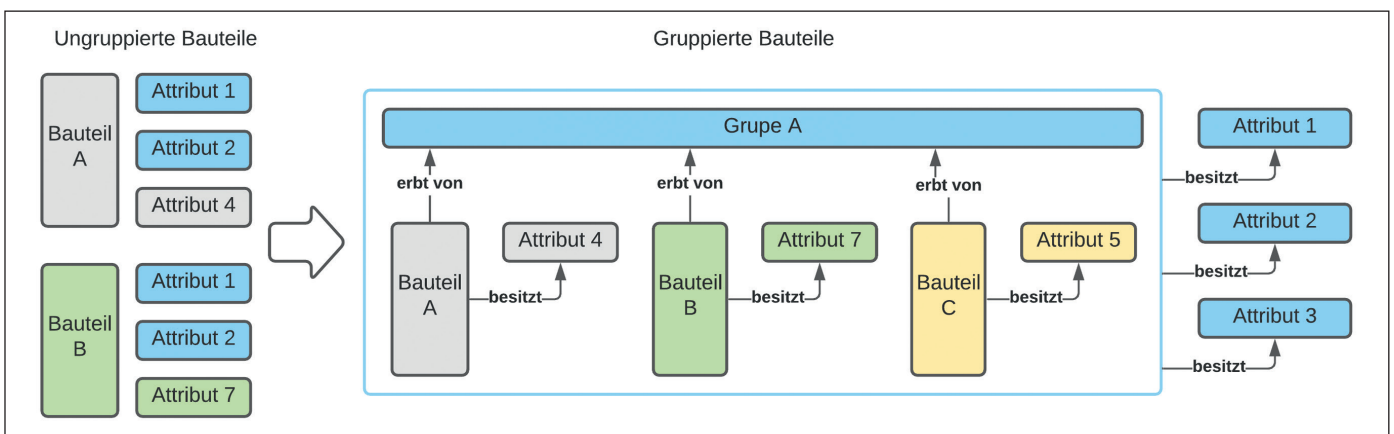 Ungruppierte Bauteile
Bauteil
A
Attribut 1
Attribut 2
Attribut 4
Bauteil
B
Attribut 1
Attribut 2
Attribut 7
Gruppierte Bauteile
Grupe A
erbt von
erbt von
erbt von
Bauteil
A
besitzt
Attribut 4
Bauteil
B
besitzt
Attribut 7
Bauteil
C
besitzt
Attribut 5
besitzt
Attribut 1
besitzt
Attribut 2
besitzt
Attribut 3